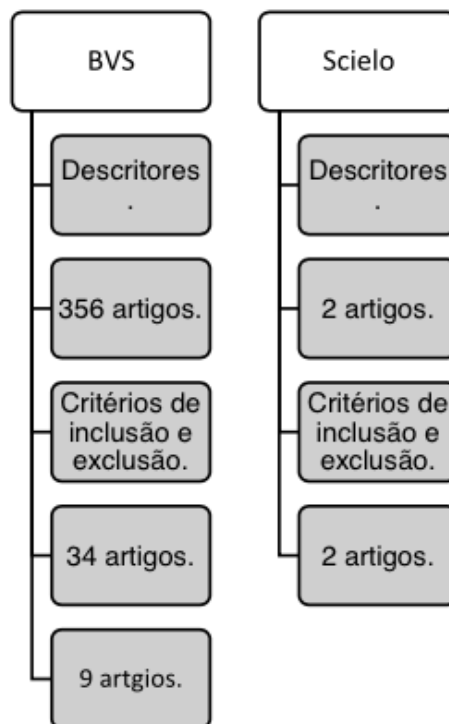 BVS
Descritores
.
356 artigos.
Critérios de
inclusão e
exclusão.
34 artigos.
9 artgios.
Scielo
Descritores
.
2 artigos.
Critérios de
inclusão e
exclusão.
2 artigos.